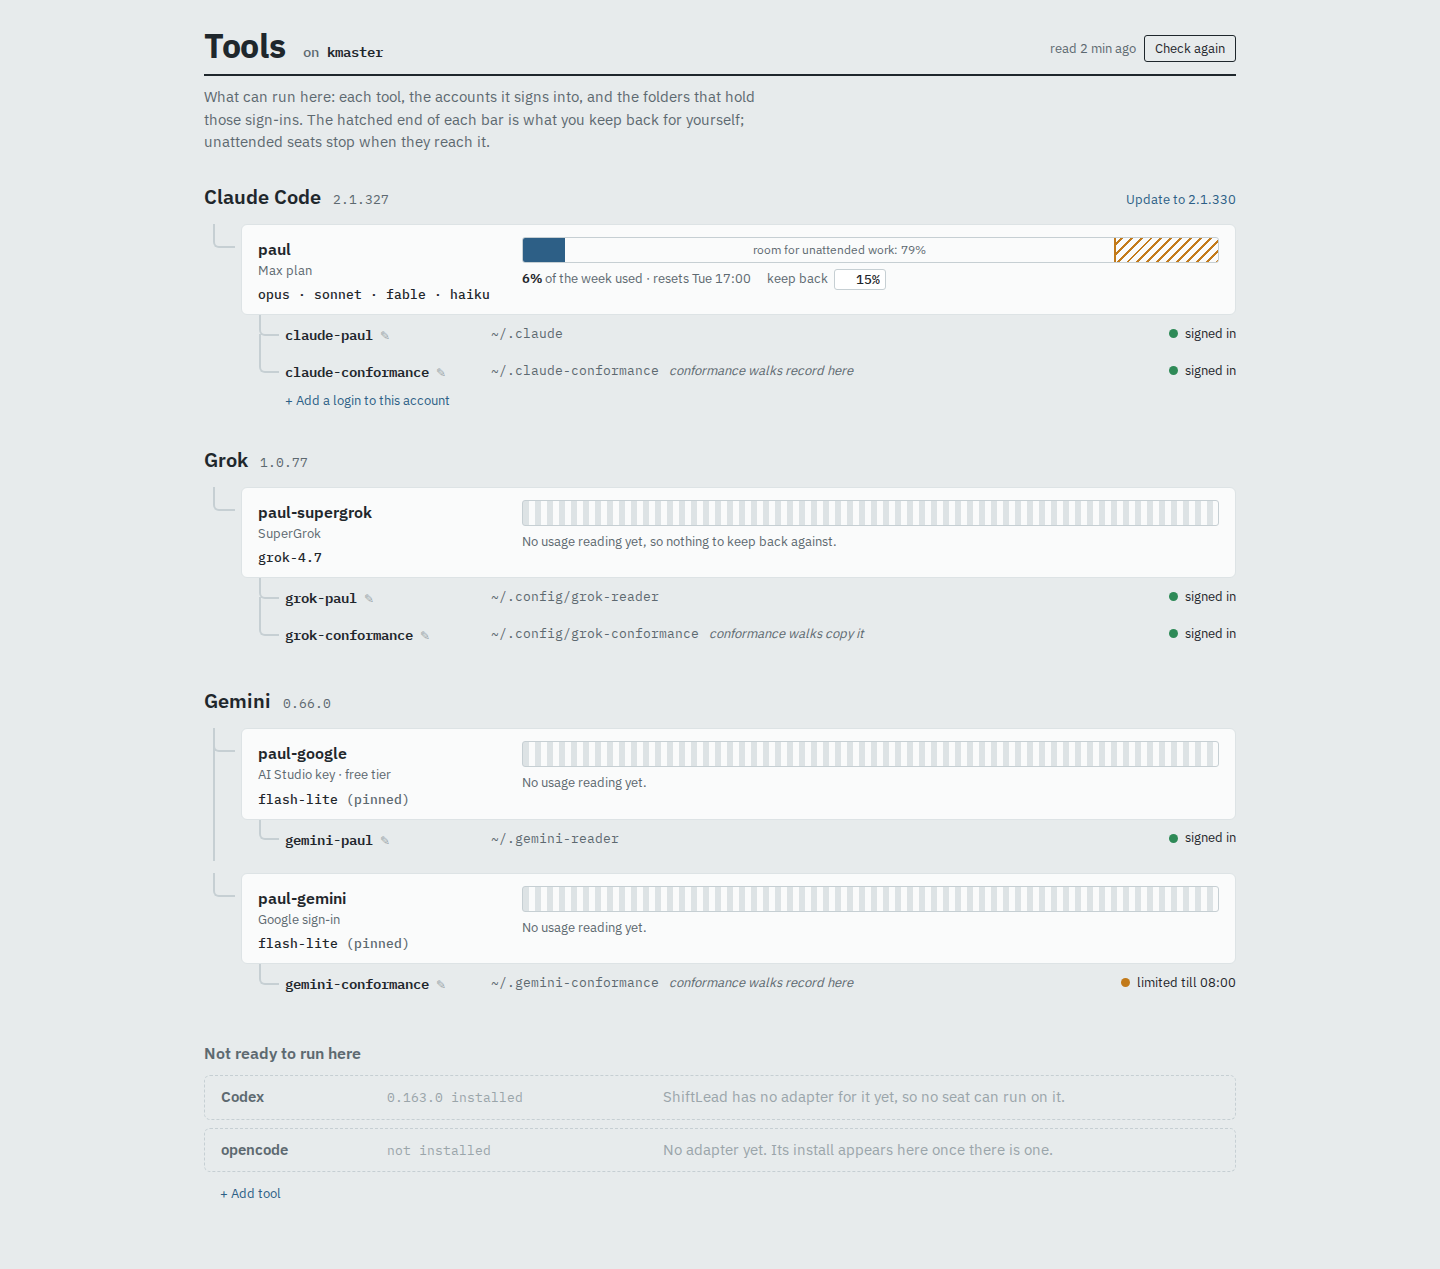 Tools on kmaster read 2 min ago Check again
What can run here: each tool, the accounts it signs into, and the folders that hold
those sign-ins. The hatched end of each bar is what you keep back for yourself;
unattended seats stop when they reach it.
Claude Code 2.1.327 Update to 2.1.330
paul room for unattended work: 79%
Max plan 6% of the week used · resets Tue 17:00 keep back 15%
opus · sonnet · fable · haiku
claude-paul ✎ ~/.claude signed in
claude-conformance ✎ ~/.claude-conformance conformance walks record here signed in
+ Add a login to this account
Grok 1.0.77
paul-supergrok
SuperGrok No usage reading yet, so nothing to keep back against.
grok-4.7
grok-paul ✎ ~/.config/grok-reader signed in
grok-conformance ✎ ~/.config/grok-conformance conformance walks copy it signed in
Gemini 0.66.0
paul-google
AI Studio key · free tier No usage reading yet.
flash-lite (pinned)
gemini-paul ✎ ~/.gemini-reader signed in
paul-gemini
Google sign-in No usage reading yet.
flash-lite (pinned)
gemini-conformance ✎ ~/.gemini-conformance conformance walks record here limited till 08:00
Not ready to run here
Codex 0.163.0 installed ShiftLead has no adapter for it yet, so no seat can run on it.
opencode not installed No adapter yet. Its install appears here once there is one.
+ Add tool